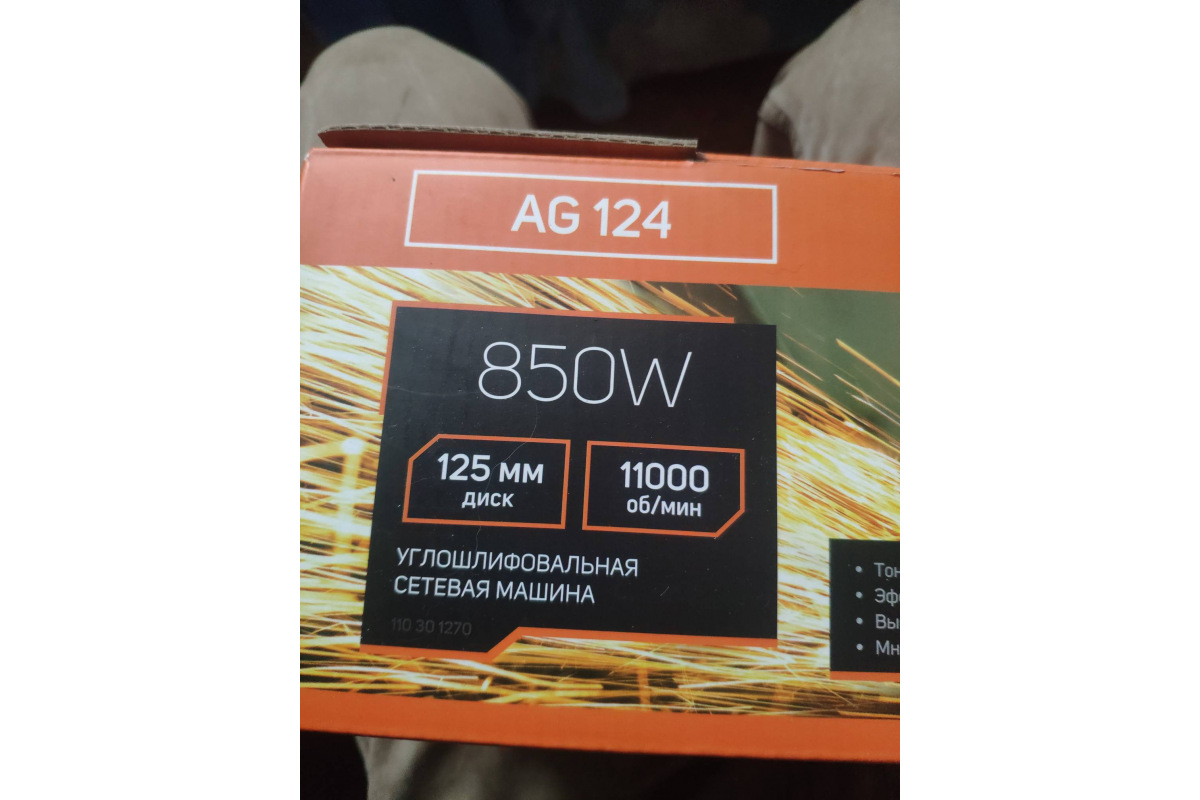 AG 124
850W
125 мм
диск
11000
об/мин
УГЛОШЛИФОВАЛЬНАЯ
СЕТЕВАЯ МАШИНА
110 30 1270